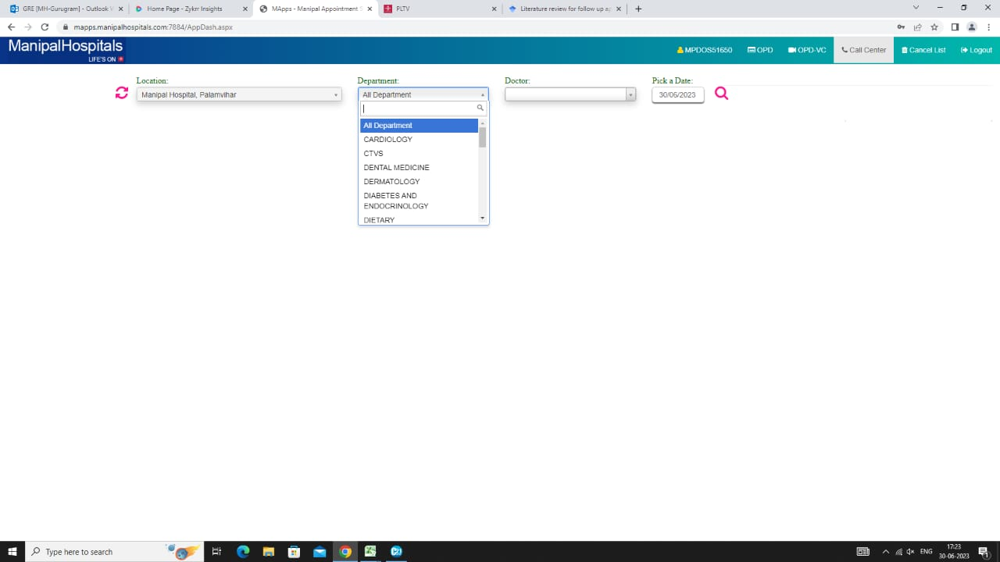 GRE [MH-Gurugram] - Outlook
Home Page - Zykrr Insights
MApps - Manipal Appointment
PLTV
Literature review for follow up ap
mapps.manipalhospitals.com:7884/AppDash.aspx
ManipalHospitals
LIFE'S ON
MPDOS51650
OPD
OPD-VC
Call Center
Cancel List
Logout
Location:
Department:
Doctor:
Pick a Date:
Manipal Hospital, Palamvihar
All Department
30/06/2023
All Department
CARDIOLOGY
CTVS
DENTAL MEDICINE
DERMATOLOGY
DIABETES AND
ENDOCRINOLOGY
DIETARY
Type here to search
ENG
17:23
30-06-2023
1